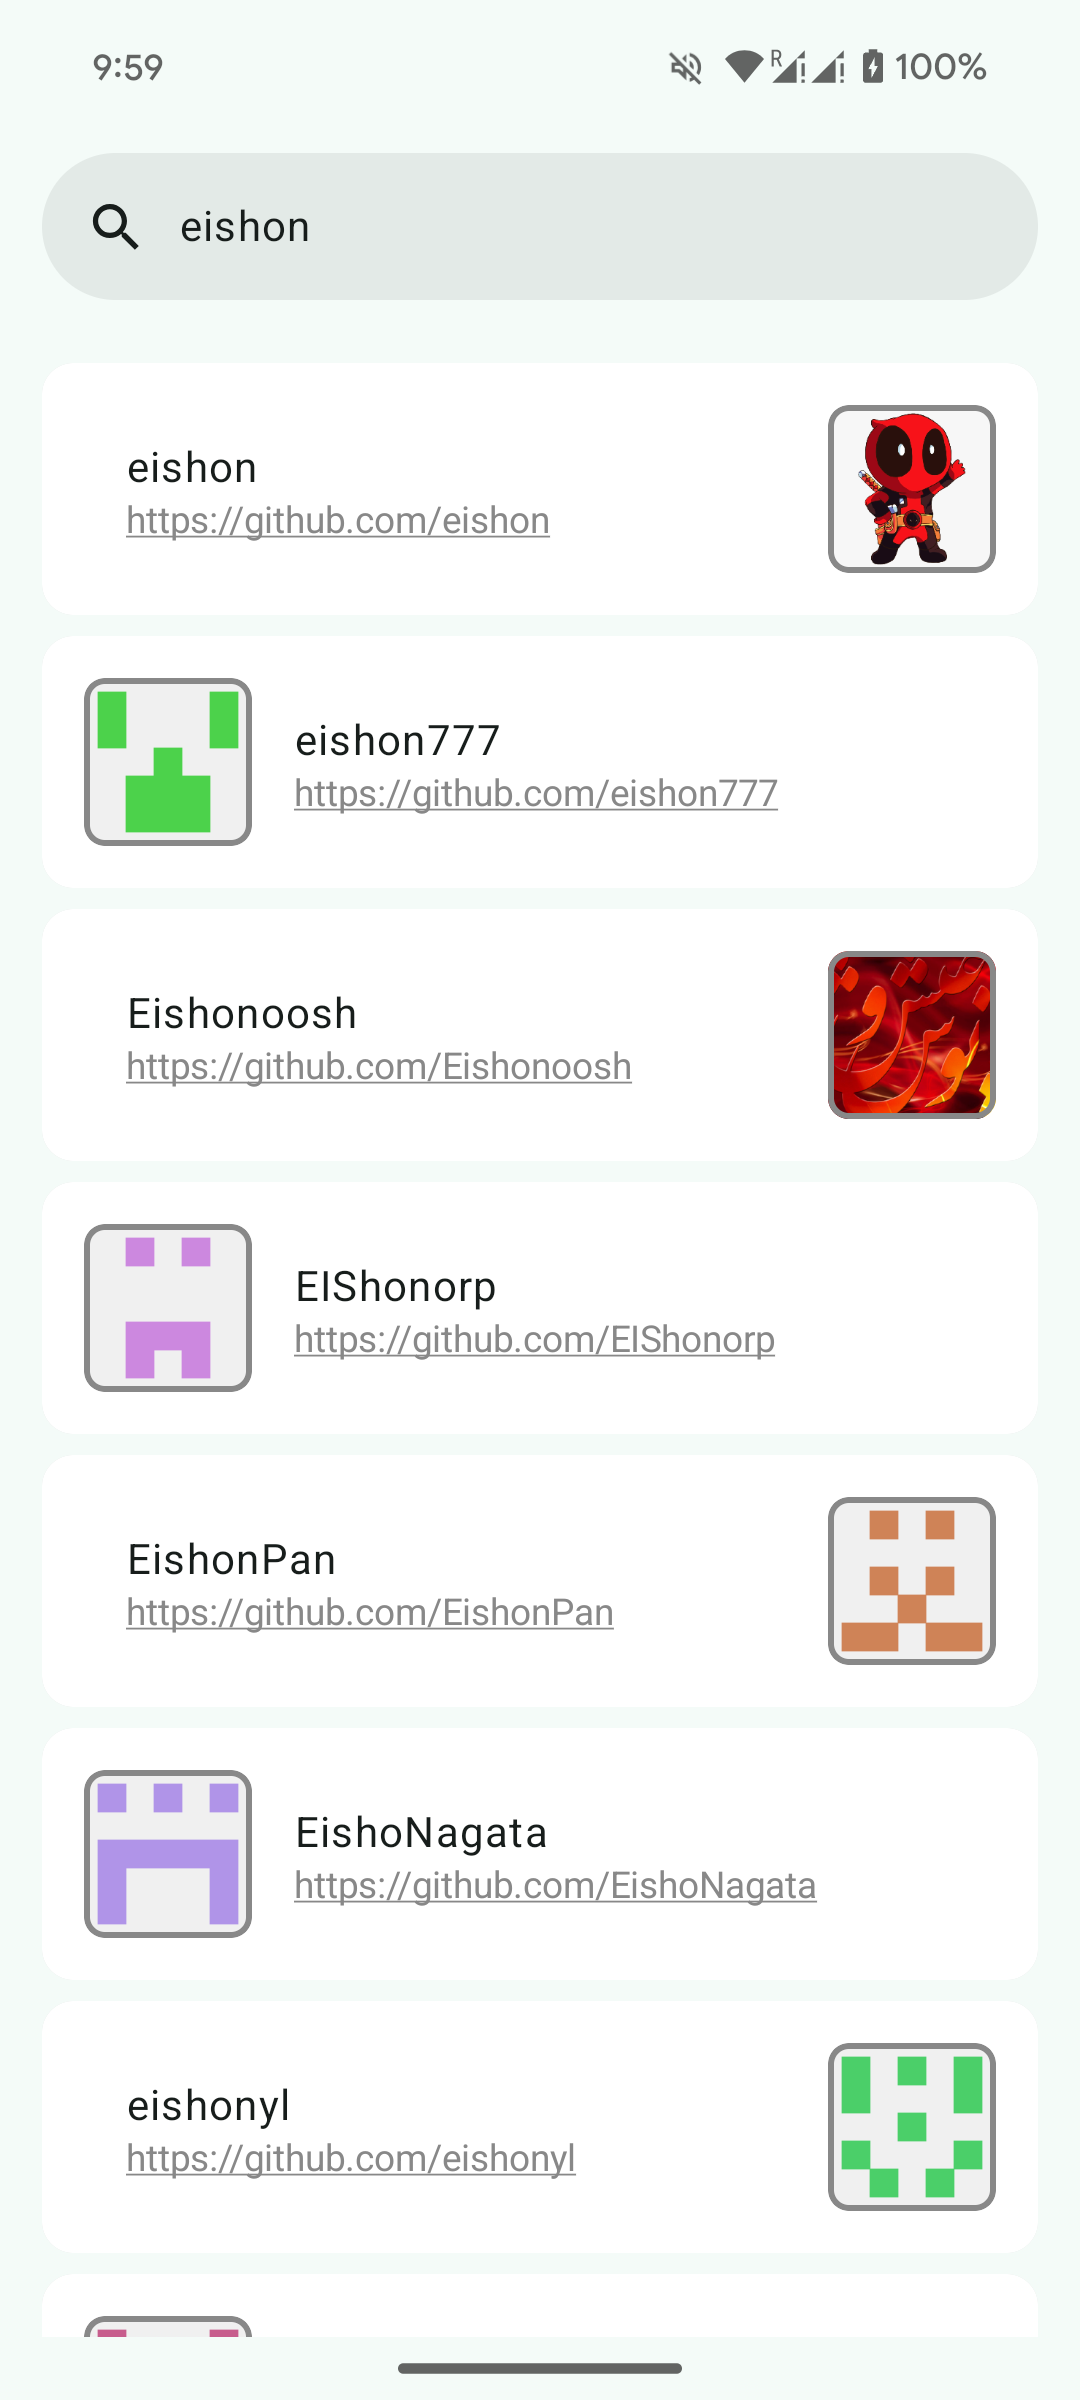 9:59 R 100%
eishon
eishon
https://github.com/eishon
eishon777
https://github.com/eishon777
Eishonoosh
https://github.com/Eishonoosh
EIShonorp
https://github.com/EIShonorp
EishonPan
https://github.com/EishonPan
EishoNagata
https://github.com/EishoNagata
eishonyl
https://github.com/eishonyl